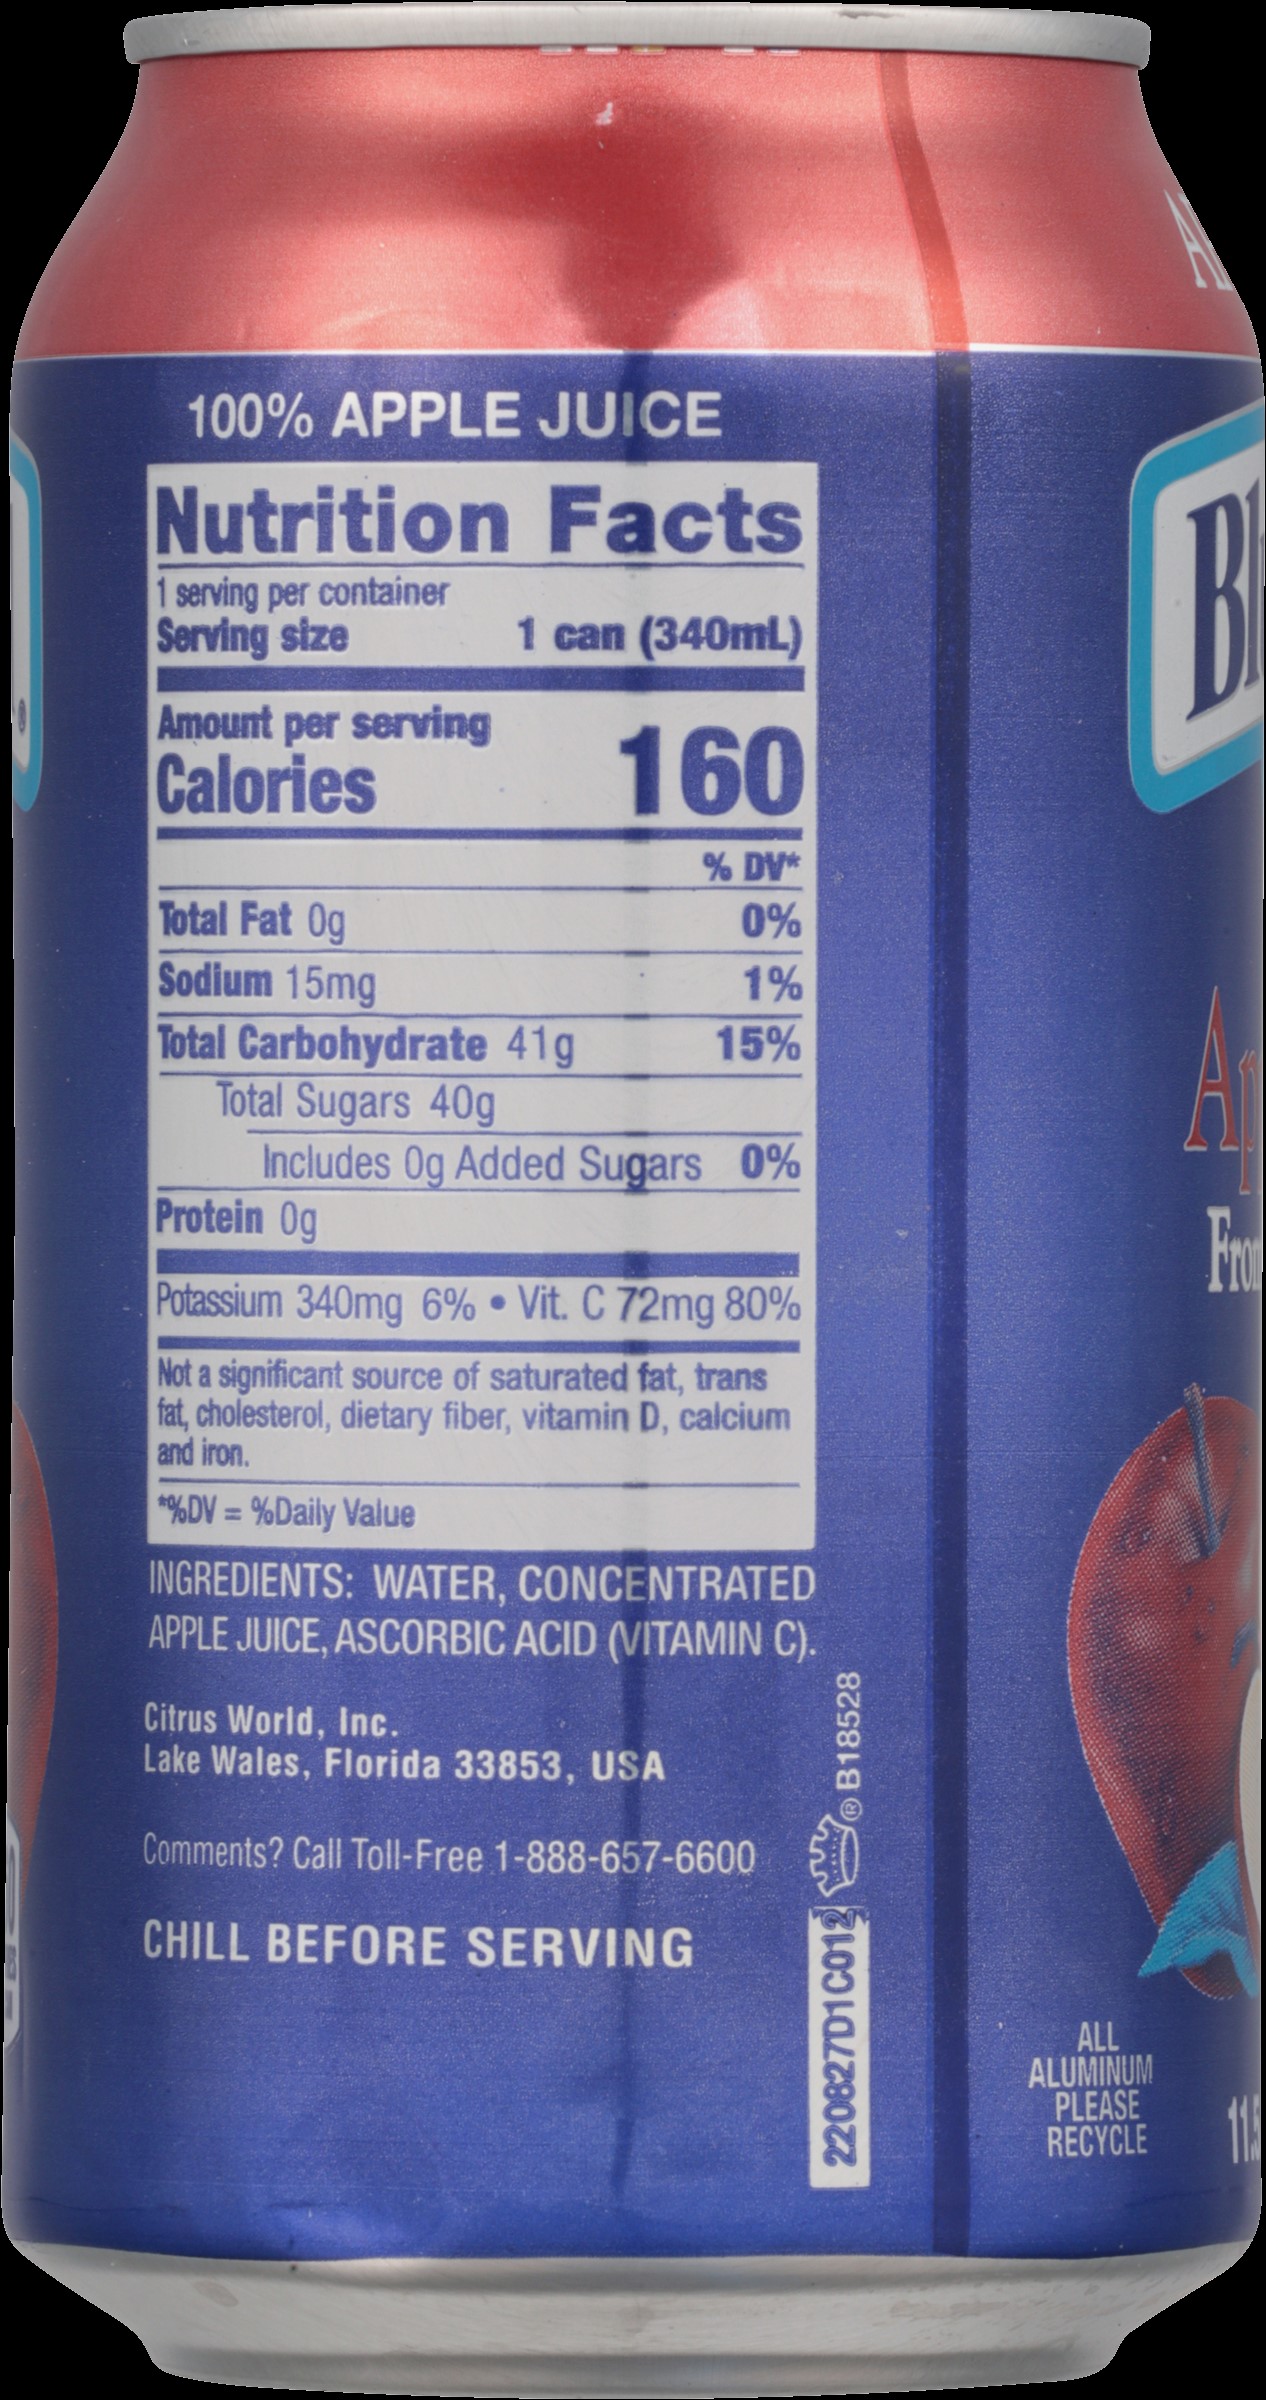 100% APPLE JUICE
Nutrition Facts
1 serving per container
Serving size 1 can (340mL)
Amount per serving
Calories 160
% DV*
Total Fat 0g 0%
Sodium 15mg 1%
Total Carbohydrate 41g 15%
Total Sugars 40g
Includes 0g Added Sugars 0%
Protein 0g
Potassium 340mg 6% • Vit. C 72mg 80%
Not a significant source of saturated fat, trans
fat, cholesterol, dietary fiber, vitamin D, calcium
and iron.
*%DV = %Daily Value
INGREDIENTS: WATER, CONCENTRATED
APPLE JUICE, ASCORBIC ACID (VITAMIN C).
Citrus World, Inc.
Lake Wales, Florida 33853, USA
Comments? Call Toll-Free 1-888-657-6600
CHILL BEFORE SERVING
® B18528
220827D1C012
ALL
ALUMINUM
PLEASE
RECYCLE